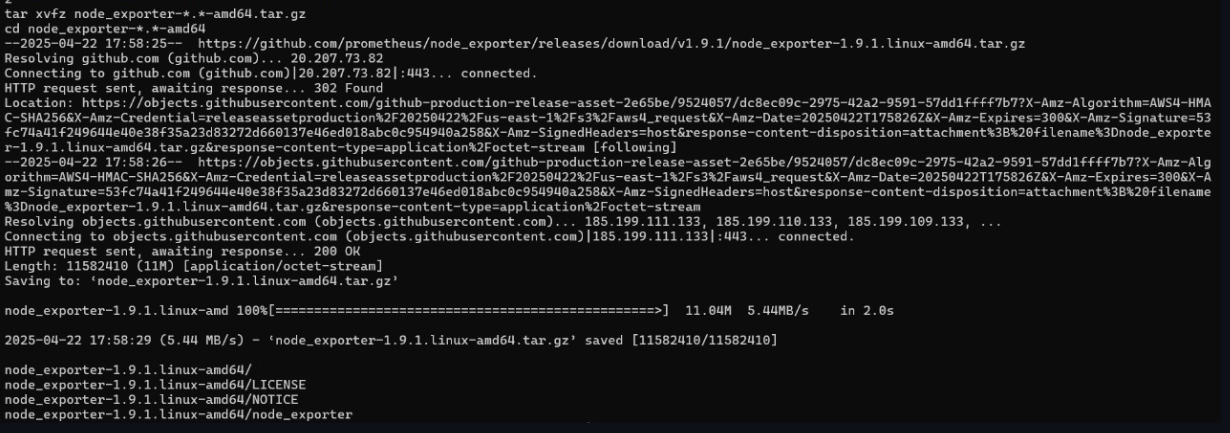 tar xvfz node_exporter-*.*-amd64.tar.gz
cd node_exporter-*.*-amd64
--2025-04-22 17:58:25--  https://github.com/prometheus/node_exporter/releases/download/v1.9.1/node_exporter-1.9.1.linux-amd64.tar.gz
Resolving github.com (github.com)... 20.207.73.82
Connecting to github.com (github.com)|20.207.73.82|:443... connected.
HTTP request sent, awaiting response... 302 Found
Location: https://objects.githubusercontent.com/github-production-release-asset-2e65be/9524057/dc8ec09c-2975-42a2-9591-57dd1ffff7b7?X-Amz-Algorithm=AWS4-HMA
C-SHA256&X-Amz-Credential=releaseassetproduction%2F20250422%2Fus-east-1%2Fs3%2Faws4_request&X-Amz-Date=20250422T175826Z&X-Amz-Expires=300&X-Amz-Signature=53
fc74a41f249644e40e38f35a23d83272d660137e46ed018abc0c954940a258&X-Amz-SignedHeaders=host&response-content-disposition=attachment%3B%20filename%3Dnode_exporte
r-1.9.1.linux-amd64.tar.gz&response-content-type=application%2Foctet-stream [following]
--2025-04-22 17:58:26--  https://objects.githubusercontent.com/github-production-release-asset-2e65be/9524057/dc8ec09c-2975-42a2-9591-57dd1ffff7b7?X-Amz-Alg
orithm=AWS4-HMAC-SHA256&X-Amz-Credential=releaseassetproduction%2F20250422%2Fus-east-1%2Fs3%2Faws4_request&X-Amz-Date=20250422T175826Z&X-Amz-Expires=300&X-A
mz-Signature=53fc74a41f249644e40e38f35a23d83272d660137e46ed018abc0c954940a258&X-Amz-SignedHeaders=host&response-content-disposition=attachment%3B%20filename
%3Dnode_exporter-1.9.1.linux-amd64.tar.gz&response-content-type=application%2Foctet-stream
Resolving objects.githubusercontent.com (objects.githubusercontent.com)... 185.199.111.133, 185.199.110.133, 185.199.109.133, ...
Connecting to objects.githubusercontent.com (objects.githubusercontent.com)|185.199.111.133|:443... connected.
HTTP request sent, awaiting response... 200 OK
Length: 11582410 (11M) [application/octet-stream]
Saving to: ‘node_exporter-1.9.1.linux-amd64.tar.gz’
node_exporter-1.9.1.linux-amd 100%[=================================================>]  11.04M  5.44MB/s    in 2.0s
2025-04-22 17:58:29 (5.44 MB/s) - ‘node_exporter-1.9.1.linux-amd64.tar.gz’ saved [11582410/11582410]
node_exporter-1.9.1.linux-amd64/
node_exporter-1.9.1.linux-amd64/LICENSE
node_exporter-1.9.1.linux-amd64/NOTICE
node_exporter-1.9.1.linux-amd64/node_exporter